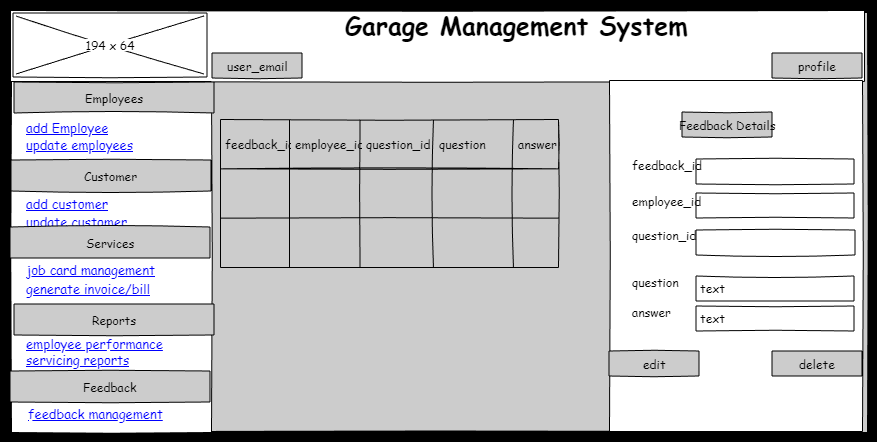 Garage Management System
194 x 64
user_email
profile
Employees
add Employee
update employees
Customer
add customer
update customer
Services
job card management
generate invoice/bill
Reports
employee performance
servicing reports
Feedback
feedback management
feedback_id employee_id question_id question answer
Feedback Details
feedback_id
employee_id
question_id
question text
answer text
edit
delete